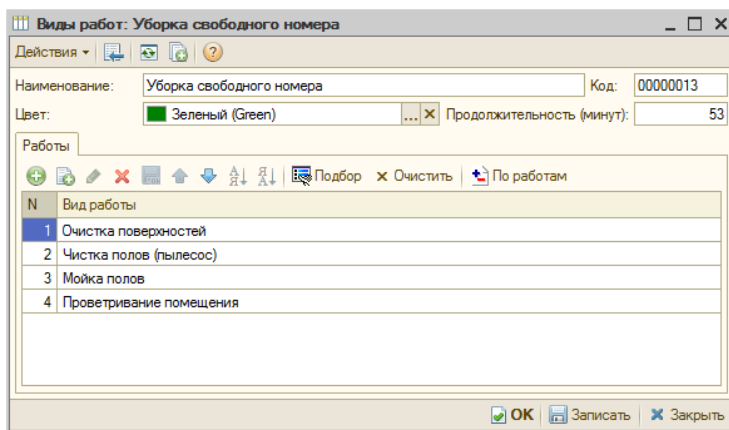 Виды работ: Уборка свободного номера
Действия
Наименование: Уборка свободного номера Код: 00000013
Цвет: Зеленый (Green) ... Продолжительность (минут): 53
Работы
Подбор Очистить По работам
N Вид работы
1 Очистка поверхностей
2 Чистка полов (пылесос)
3 Мойка полов
4 Проветривание помещения
OK Записать Закрыть